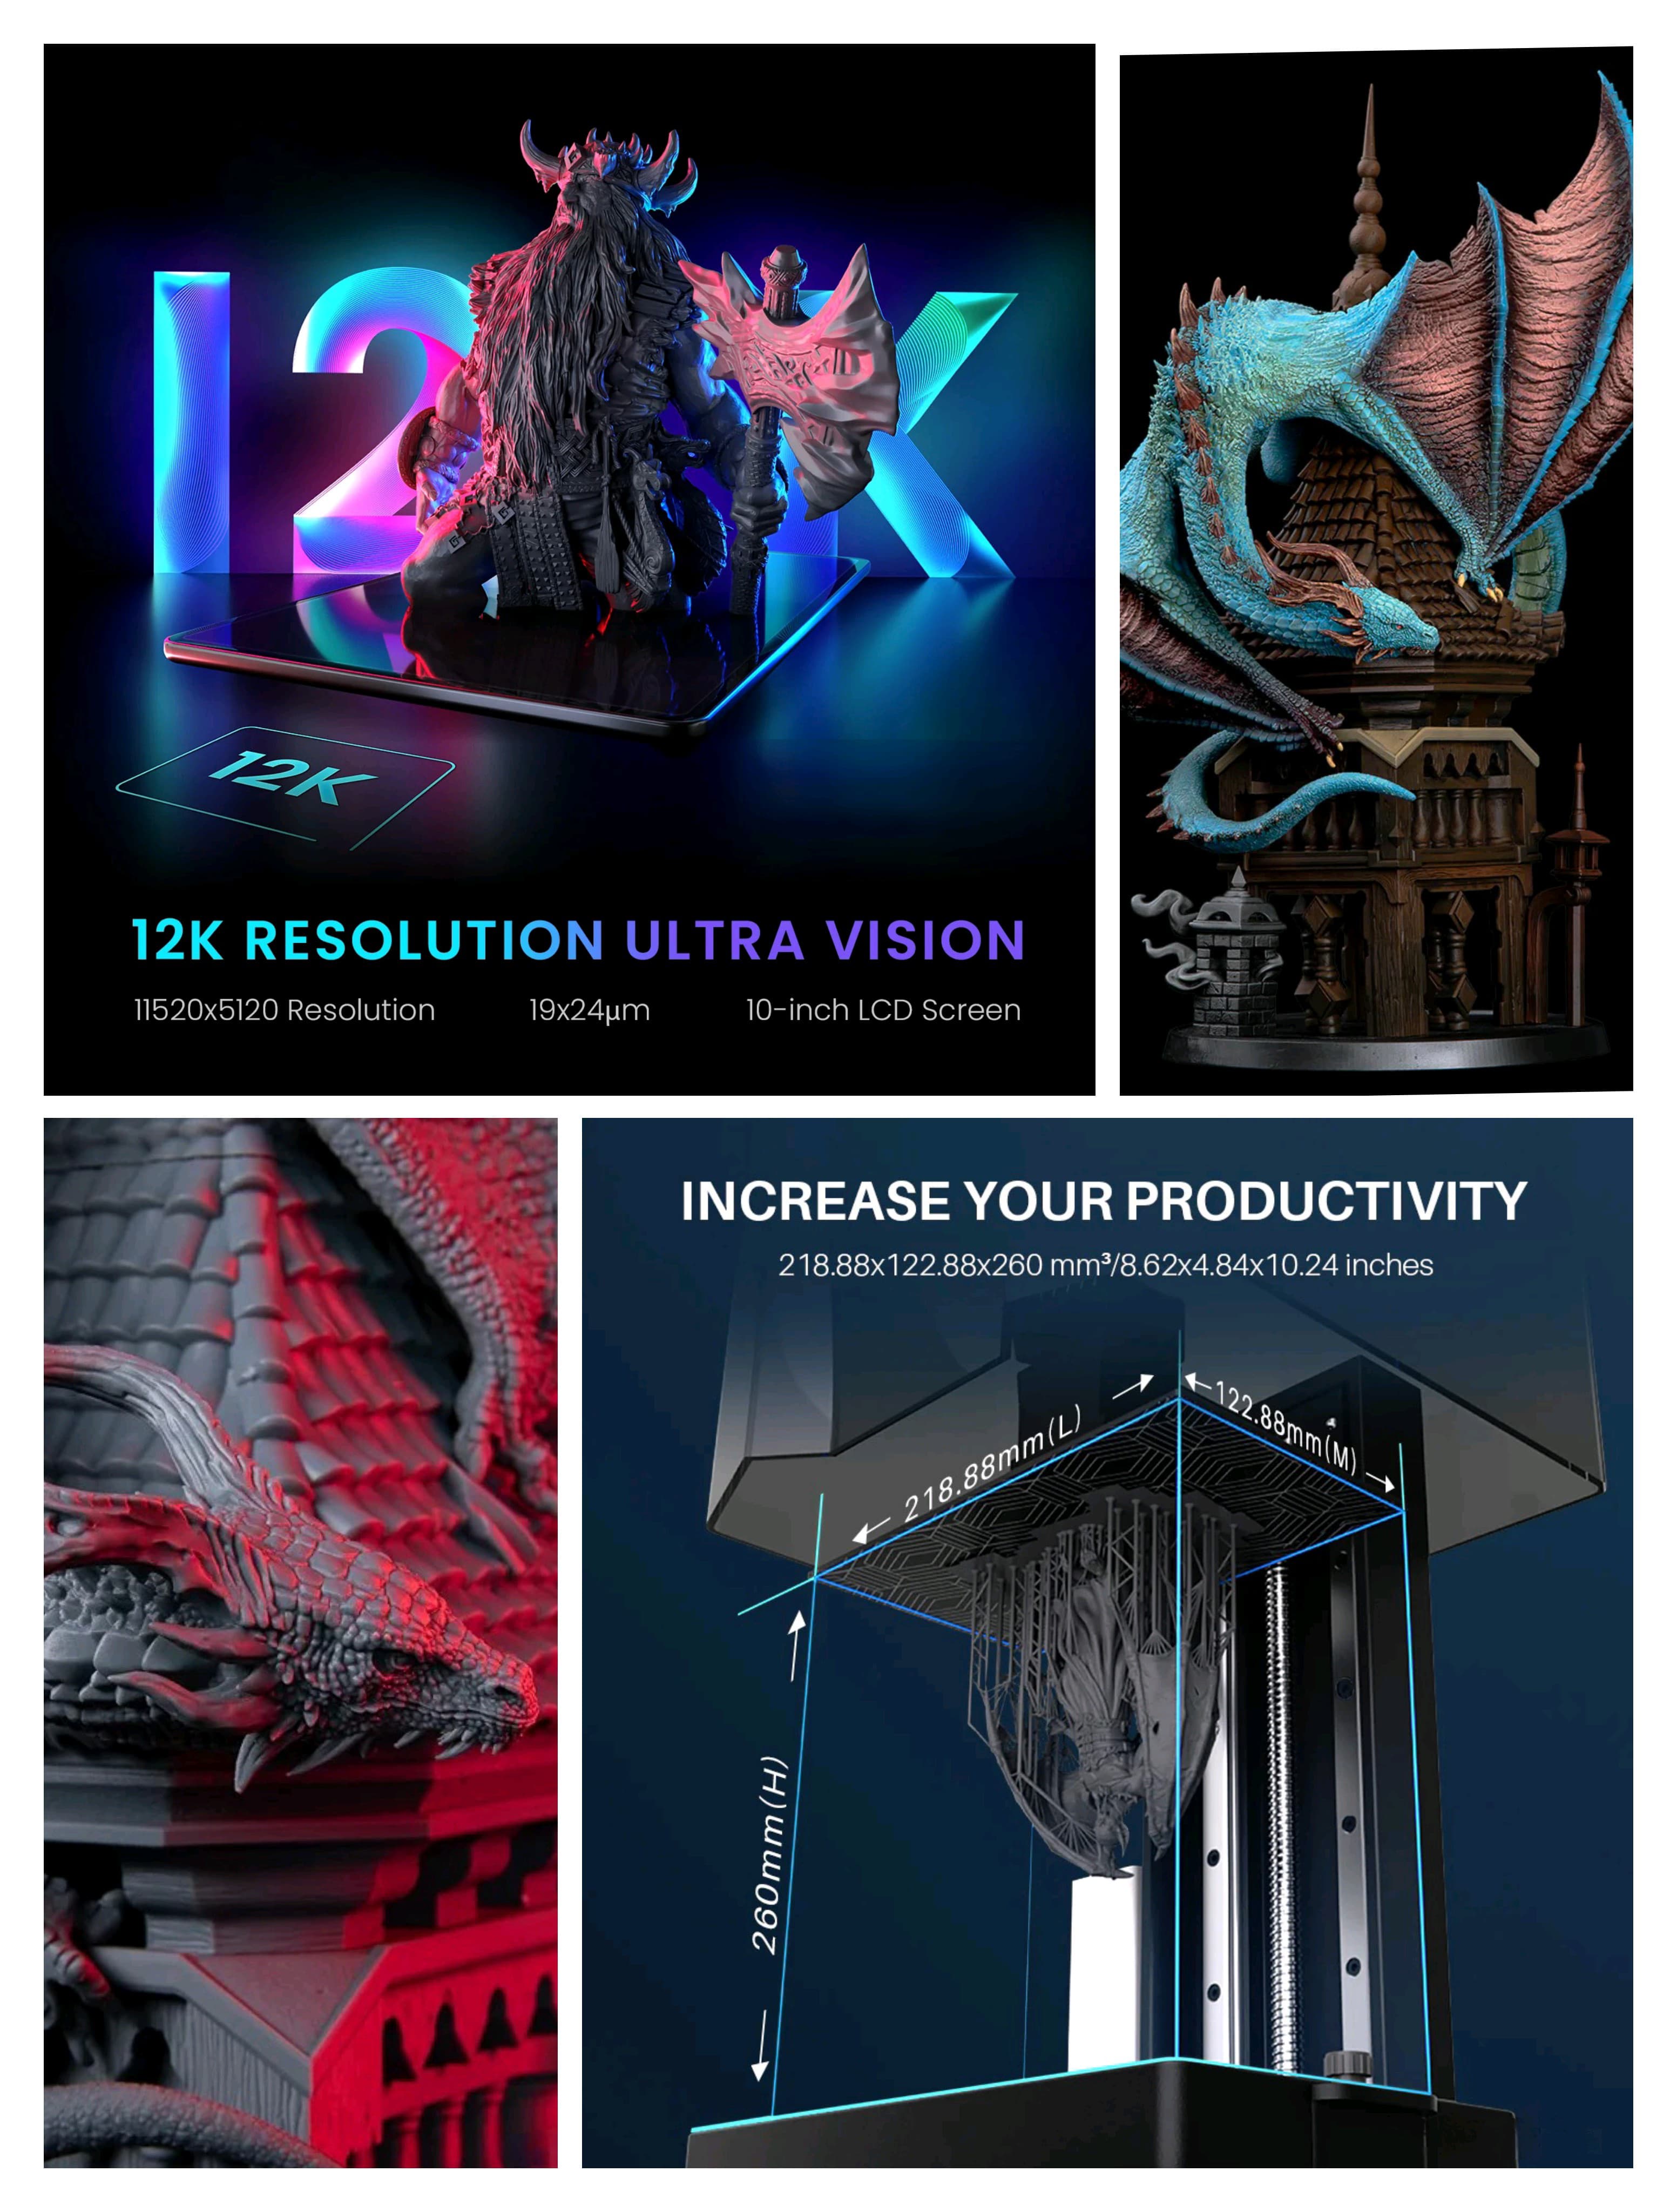 12K
12K
12K RESOLUTION ULTRA VISION
11520x5120 Resolution 19x24μm 10-inch LCD Screen
INCREASE YOUR PRODUCTIVITY
218.88x122.88x260 mm³/8.62x4.84x10.24 inches
218.88mm(L)
122.88mm(M)
260mm(H)